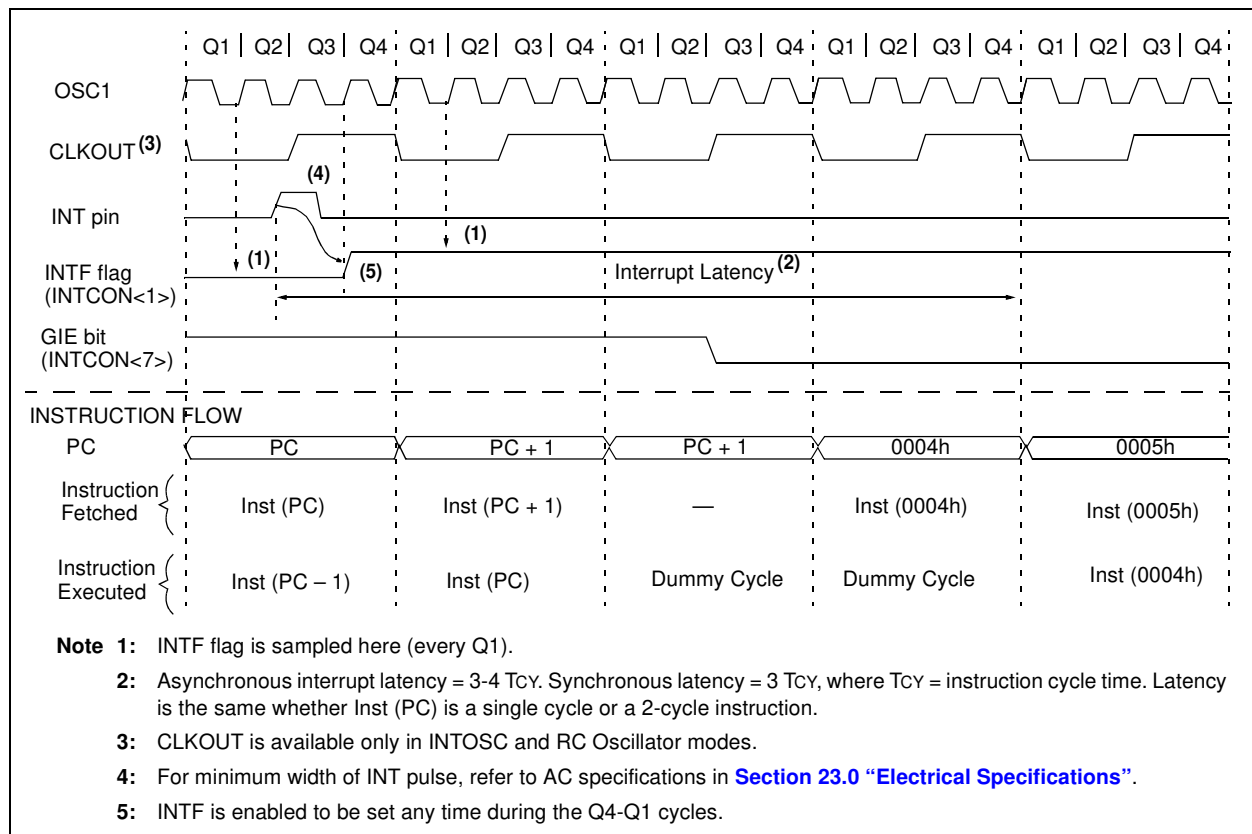 Q1 | Q2 | Q3 | Q4 Q1 | Q2 | Q3 | Q4 Q1 | Q2 | Q3 | Q4 Q1 | Q2 | Q3 | Q4 Q1 | Q2 | Q3 | Q4
OSC1
CLKOUT (3)
(4)
INT pin
(1)
(1)
(5)
INTF flag
(INTCON<1>)
Interrupt Latency (2)
GIE bit
(INTCON<7>)
INSTRUCTION FLOW
PC PC PC + 1 PC + 1 0004h 0005h
Instruction
Fetched
Inst (PC) Inst (PC + 1) — Inst (0004h) Inst (0005h)
Instruction
Executed
Inst (PC – 1) Inst (PC) Dummy Cycle Dummy Cycle Inst (0004h)
Note 1: INTF flag is sampled here (every Q1).
2: Asynchronous interrupt latency = 3-4 TCY. Synchronous latency = 3 TCY, where TCY = instruction cycle time. Latency
is the same whether Inst (PC) is a single cycle or a 2-cycle instruction.
3: CLKOUT is available only in INTOSC and RC Oscillator modes.
4: For minimum width of INT pulse, refer to AC specifications in Section 23.0 “Electrical Specifications”.
5: INTF is enabled to be set any time during the Q4-Q1 cycles.